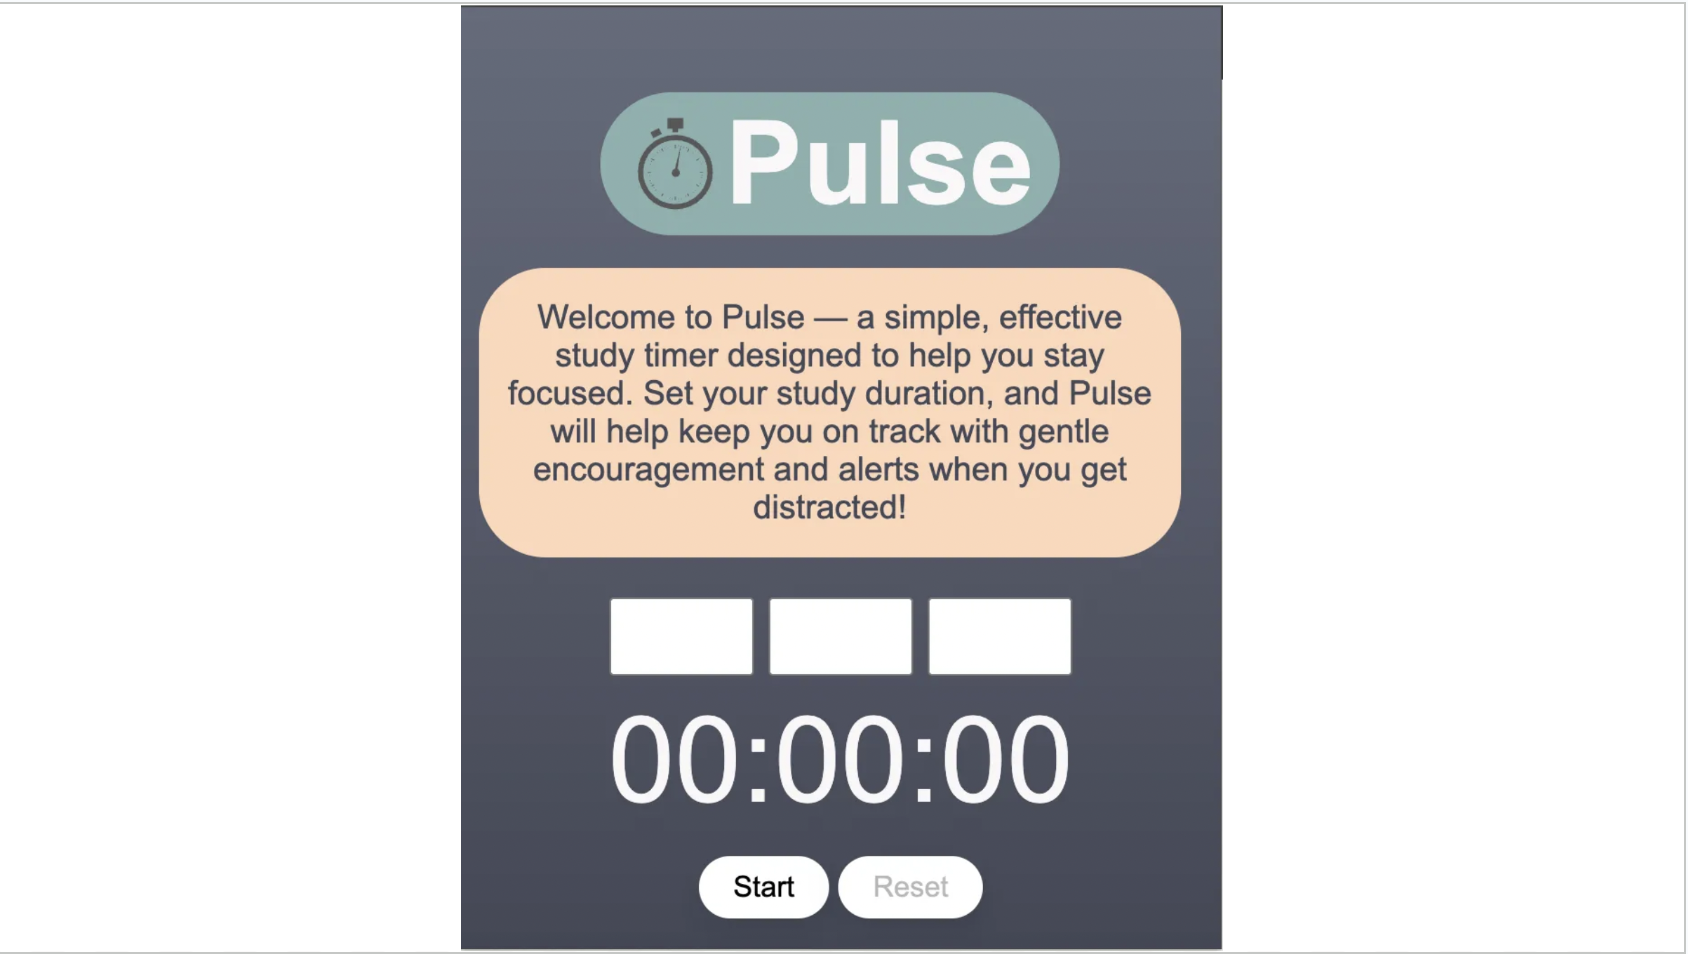 Pulse
Welcome to Pulse — a simple, effective
study timer designed to help you stay
focused. Set your study duration, and Pulse
will help keep you on track with gentle
encouragement and alerts when you get
distracted!
00:00:00
Start Reset